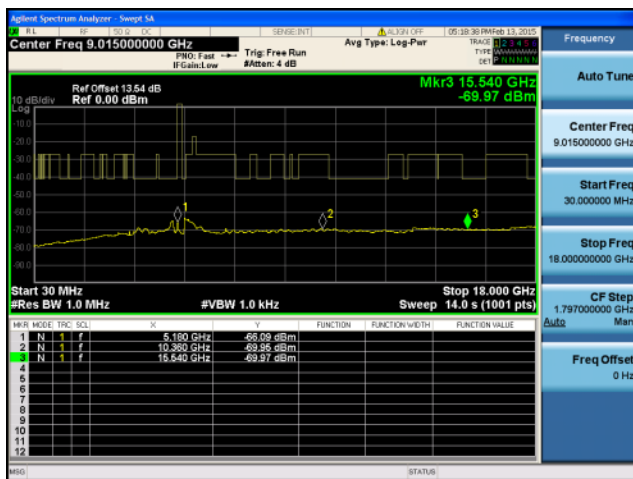 Agilent Spectrum Analyzer - Swept SA
RL RF 50 Ω DC SENSE:INT ALIGN OFF 05:18:38 PM Feb 13, 2015
Center Freq 9.015000000 GHz
PNO: Fast
IFGain:Low
Trig: Free Run
#Atten: 4 dB
Avg Type: Log-Pwr
TRACE 1 2 3 4 5 6
TYPE
DET P N N N N N
Ref Offset 13.54 dB
Ref 0.00 dBm
10 dB/div
Log
Mkr3 15.540 GHz
-69.97 dBm
-10.0
-20.0
-30.0
-40.0
-50.0
-60.0
-70.0
-80.0
-90.0
1
2
3
Start 30 MHz
#Res BW 1.0 MHz
#VBW 1.0 kHz
Stop 18.000 GHz
Sweep 14.0 s (1001 pts)
MKR MODE TRC SCL X Y FUNCTION FUNCTION WIDTH FUNCTION VALUE
1 N 1 f 5.180 GHz -66.09 dBm
2 N 1 f 10.360 GHz -69.95 dBm
3 N 1 f 15.540 GHz -69.97 dBm
4
5
6
7
8
9
10
11
12
MSG STATUS
Frequency
Auto Tune
Center Freq
9.015000000 GHz
Start Freq
30.000000 MHz
Stop Freq
18.000000000 GHz
CF Step
1.797000000 GHz
Auto Man
Freq Offset
0 Hz